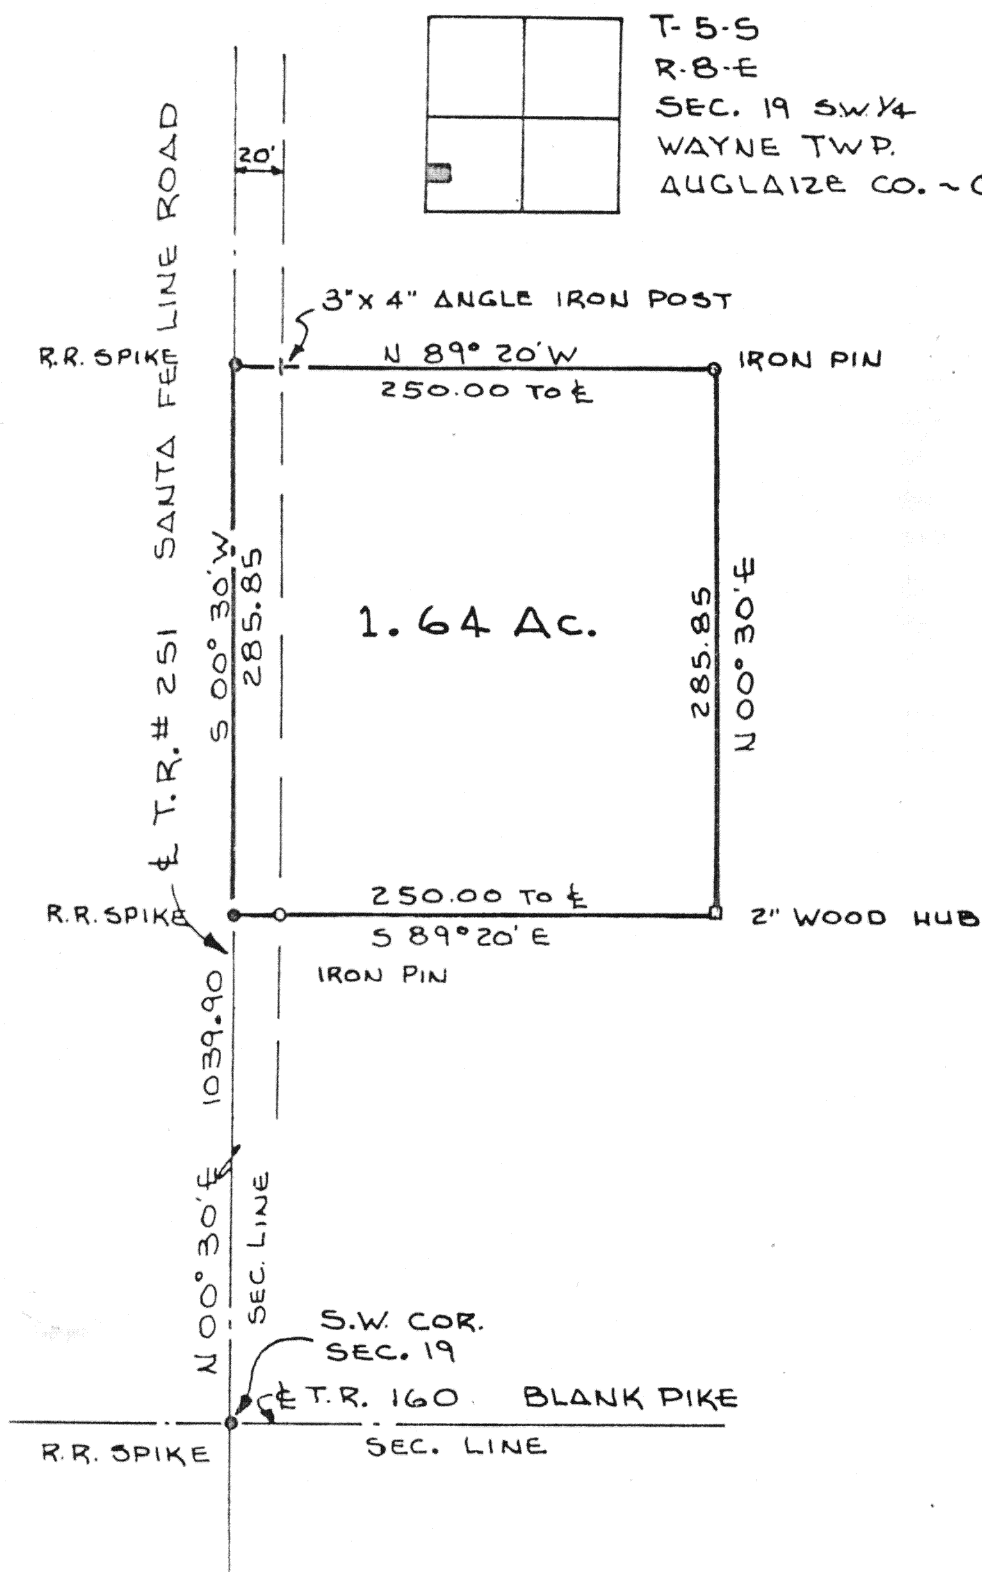 T-5-S
R-8-E
SEC. 19 S.W.¼
WAYNE TWP.
AUGLAIZE CO. ~
20'
℄ T.R.# 251 SANTA FEE LINE ROAD
3"X 4" ANGLE IRON POST
R.R. SPIKE
N 89° 20'W
IRON PIN
250.00 TO ℄
S 00° 30'W
285.85
1.64 AC.
285.85
N 00° 30'E
250.00 TO ℄
R.R. SPIKE
2" WOOD HUB
S 89° 20' E
IRON PIN
1039.90
N 00° 30' E
SEC. LINE
S.W. COR.
SEC. 19
℄ T.R. 160 BLANK PIKE
R.R. SPIKE
SEC. LINE